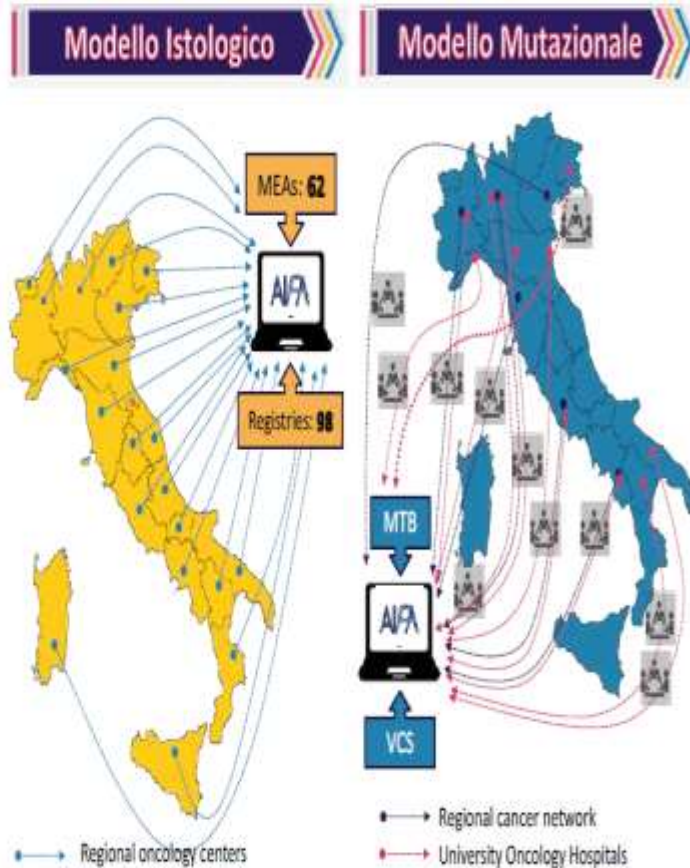 Modello Istologico
MEAs: 62
AIFA
Registries: 98
Regional oncology centers
Modello Mutazionale
MTB
AIFA
VCS
Regional cancer network
University Oncology Hospitals